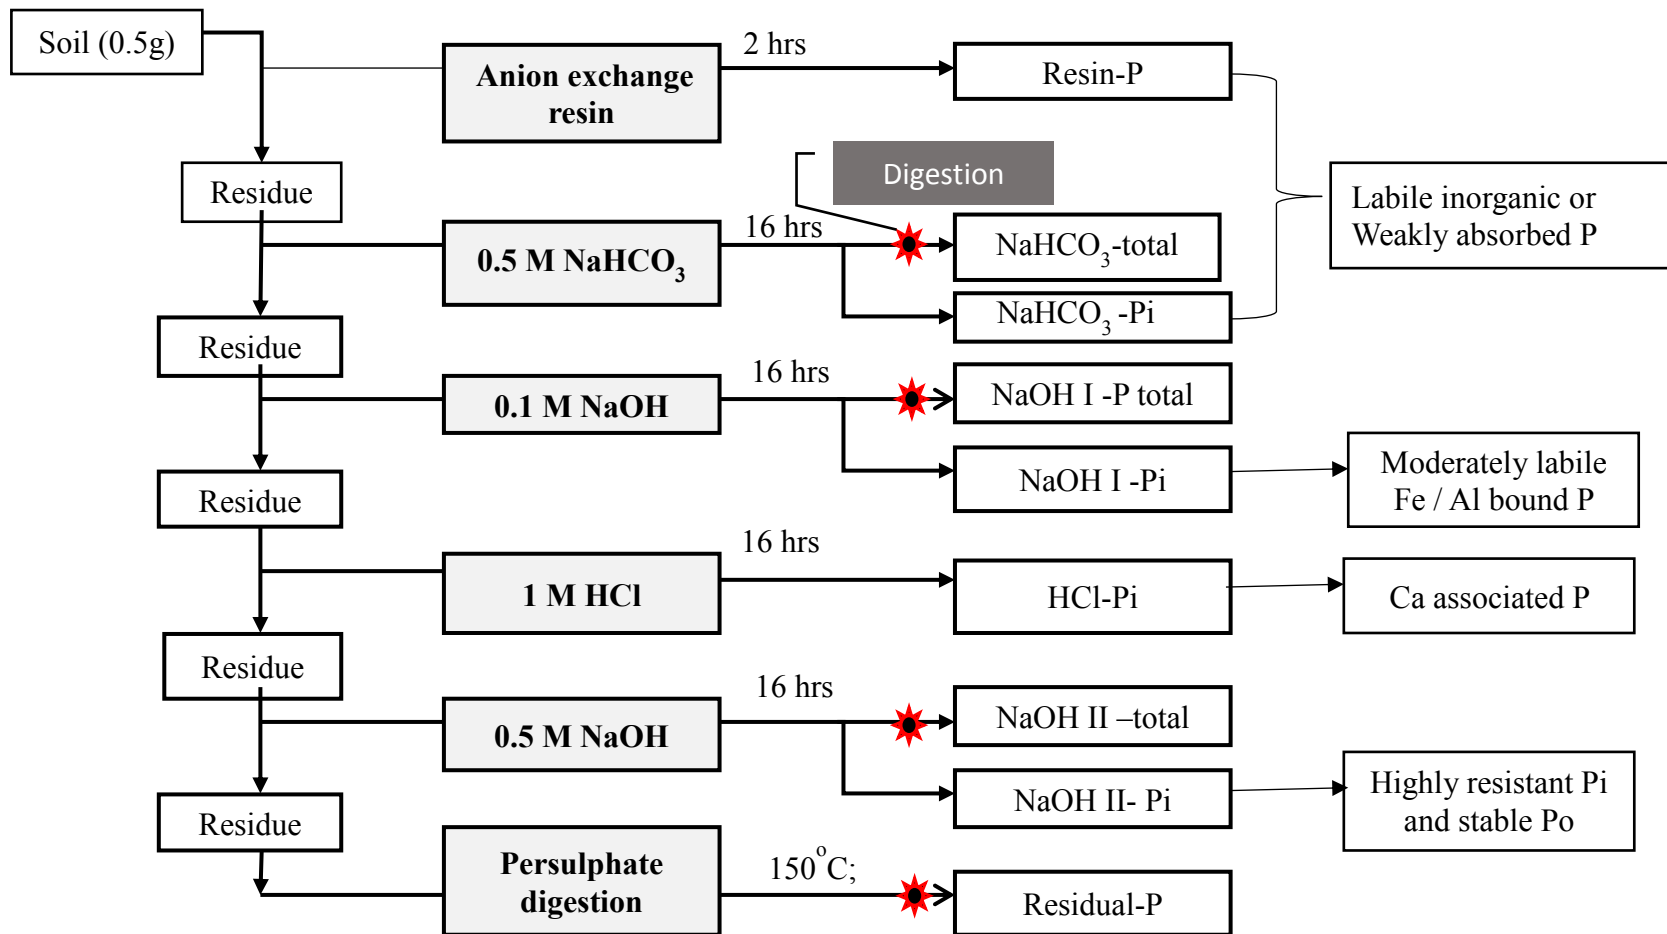 Soil (0.5g)
Anion exchange
resin
2 hrs
Resin-P
Digestion
Residue
Labile inorganic or
Weakly absorbed P
0.5 M NaHCO₃
16 hrs
NaHCO₃-total
NaHCO₃ -Pi
Residue
0.1 M NaOH
16 hrs
NaOH I -P total
NaOH I -Pi
Moderately labile
Fe / Al bound P
Residue
1 M HCl
16 hrs
HCl-Pi
Ca associated P
Residue
0.5 M NaOH
16 hrs
NaOH II –total
NaOH II- Pi
Highly resistant Pi
and stable Po
Residue
Persulphate
digestion
150°C;
Residual-P